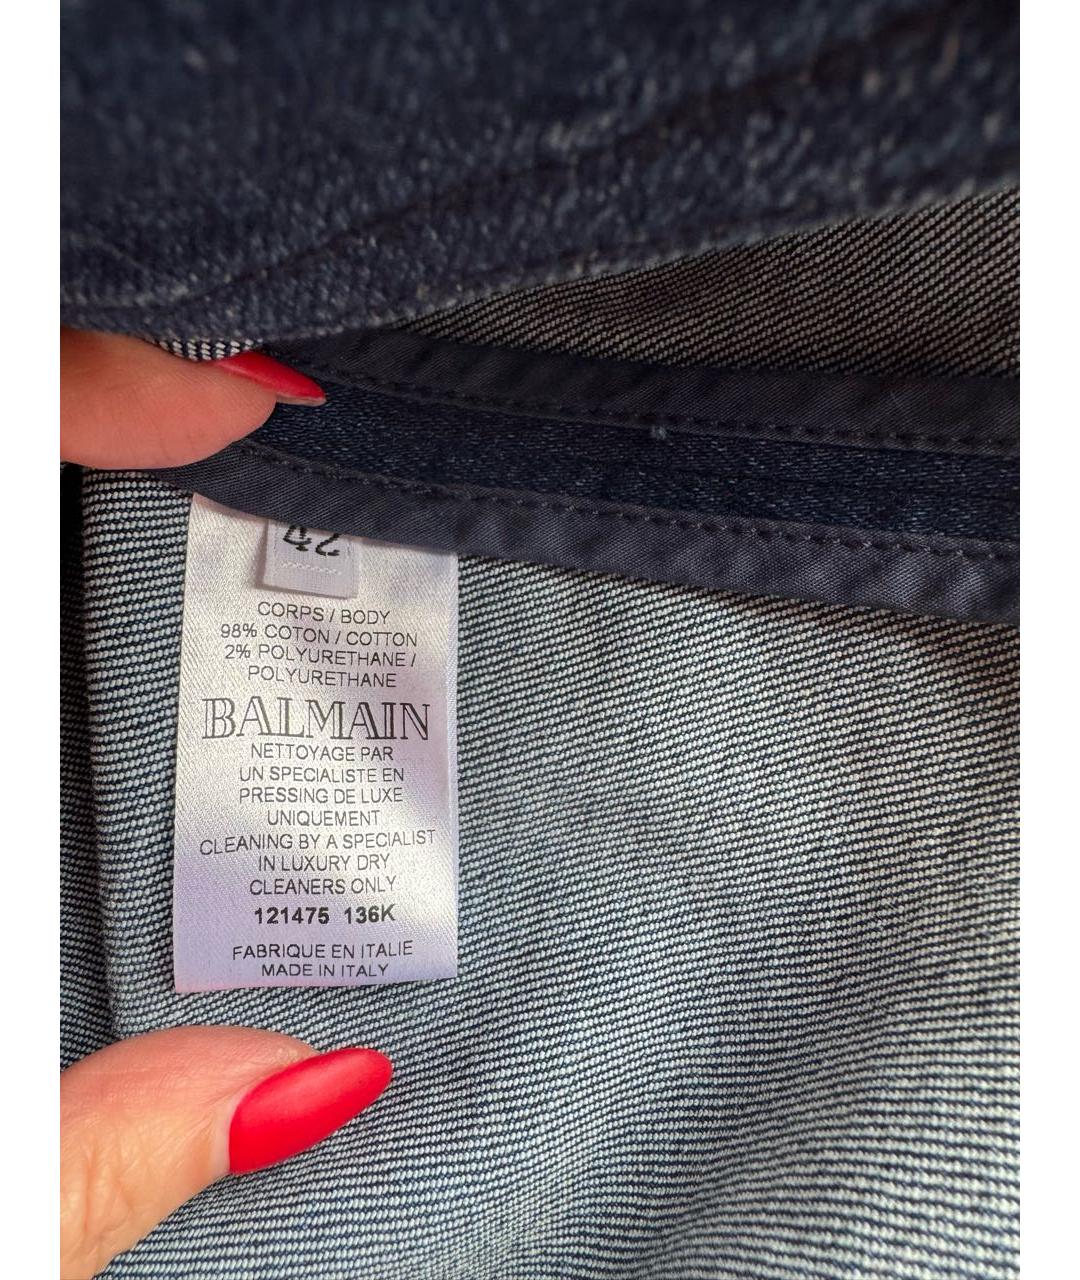 42
CORPS / BODY
98% COTON / COTTON
2% POLYURETHANE /
POLYURETHANE
BALMAIN
NETTOYAGE PAR
UN SPECIALISTE EN
PRESSING DE LUXE
UNIQUEMENT
CLEANING BY A SPECIALIST
IN LUXURY DRY
CLEANERS ONLY
121475 136K
FABRIQUE EN ITALIE
MADE IN ITALY